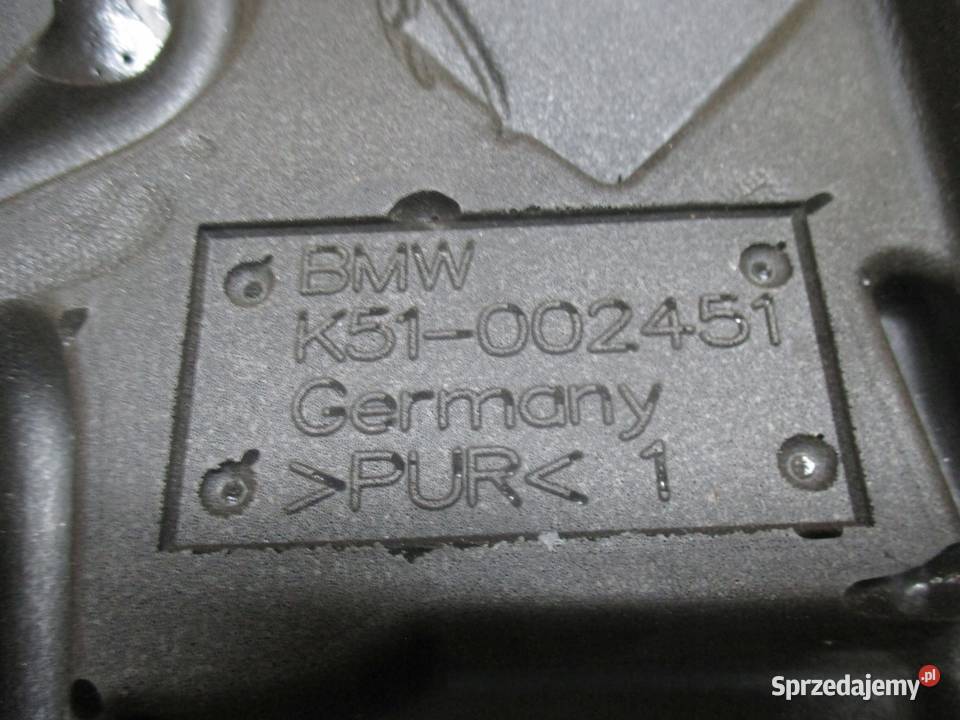 BMW
K51-002451
Germany
>PUR< 1
Sprzedajemy.pl